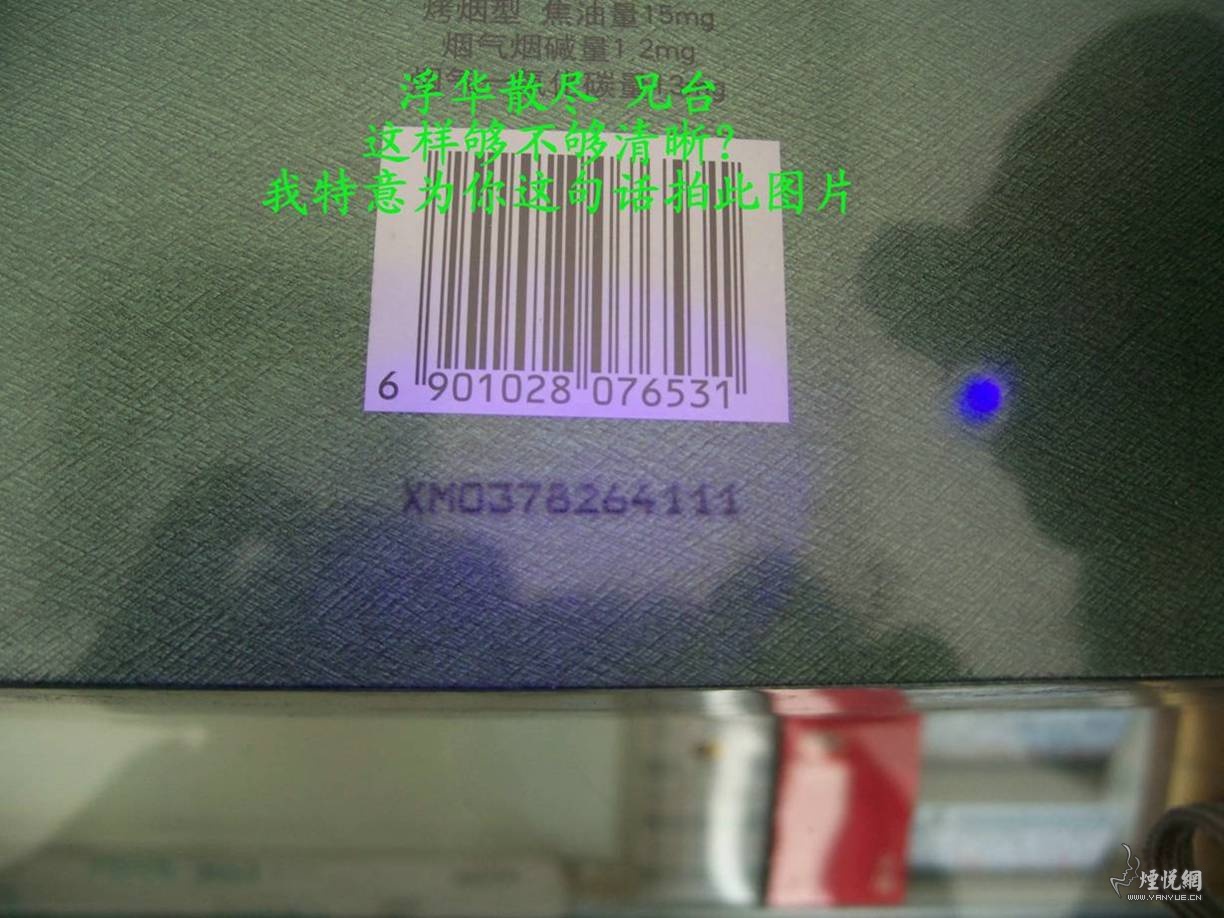 烤烟型 焦油量15mg
烟气烟碱量1.2mg
浮华散尽 兄台
这样够不够清晰?
我特意为你这句话拍此图片
6 901028 076531
XM0378264111
煙悅網
WWW.YANYUE.CN